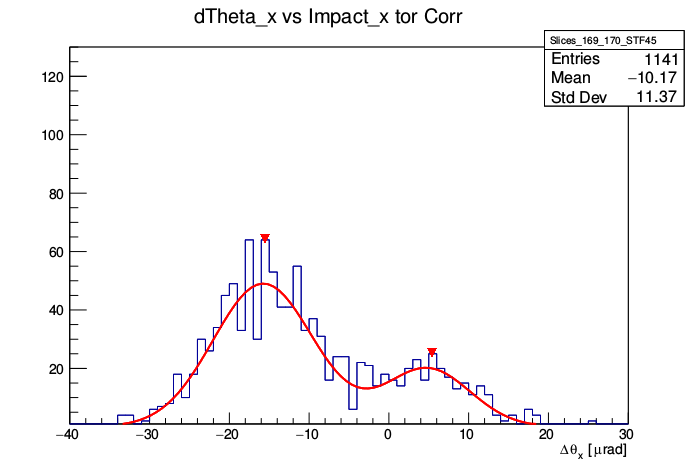 dTheta_x vs Impact_x tor Corr
Slices_169_170_STF45
Entries 1141
Mean −10.17
Std Dev 11.37
120
100
80
60
40
20
−40 −30 −20 −10 0 10 20 30
Δθx [μrad]